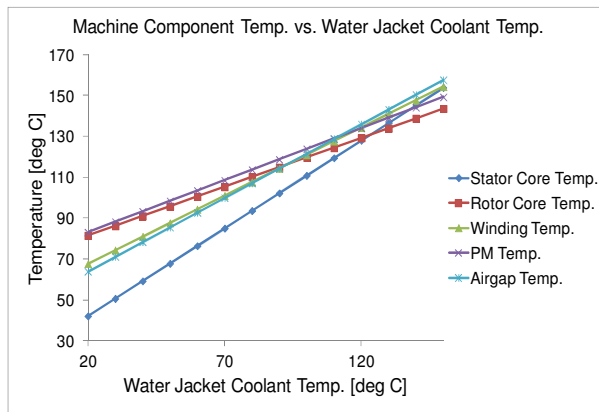 Machine Component Temp. vs. Water Jacket Coolant Temp.
Temperature [deg C]
170
150
130
110
90
70
50
30
20
70
120
Water Jacket Coolant Temp. [deg C]
Stator Core Temp.
Rotor Core Temp.
Winding Temp.
PM Temp.
Airgap Temp.